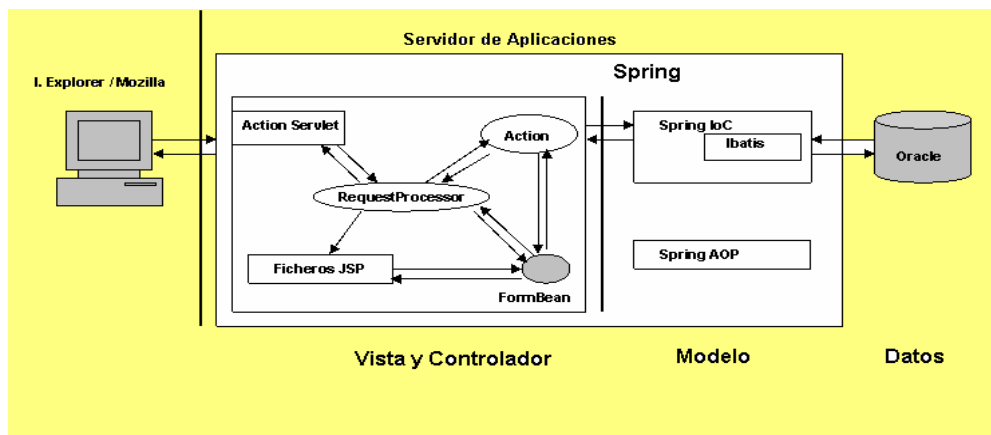 Servidor de Aplicaciones
I. Explorer / Mozilla
Spring
Action Servlet
Action
Spring IoC
Ibatis
Oracle
RequestProcessor
Ficheros JSP
Spring AOP
FormBean
Vista y Controlador
Modelo
Datos